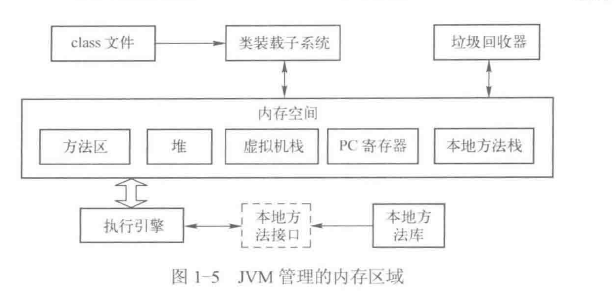 class 文件
类装载子系统
垃圾回收器
内存空间
方法区
堆
虚拟机栈
PC 寄存器
本地方法栈
执行引擎
本地方
法接口
本地方
法库
图 1-5 JVM 管理的内存区域